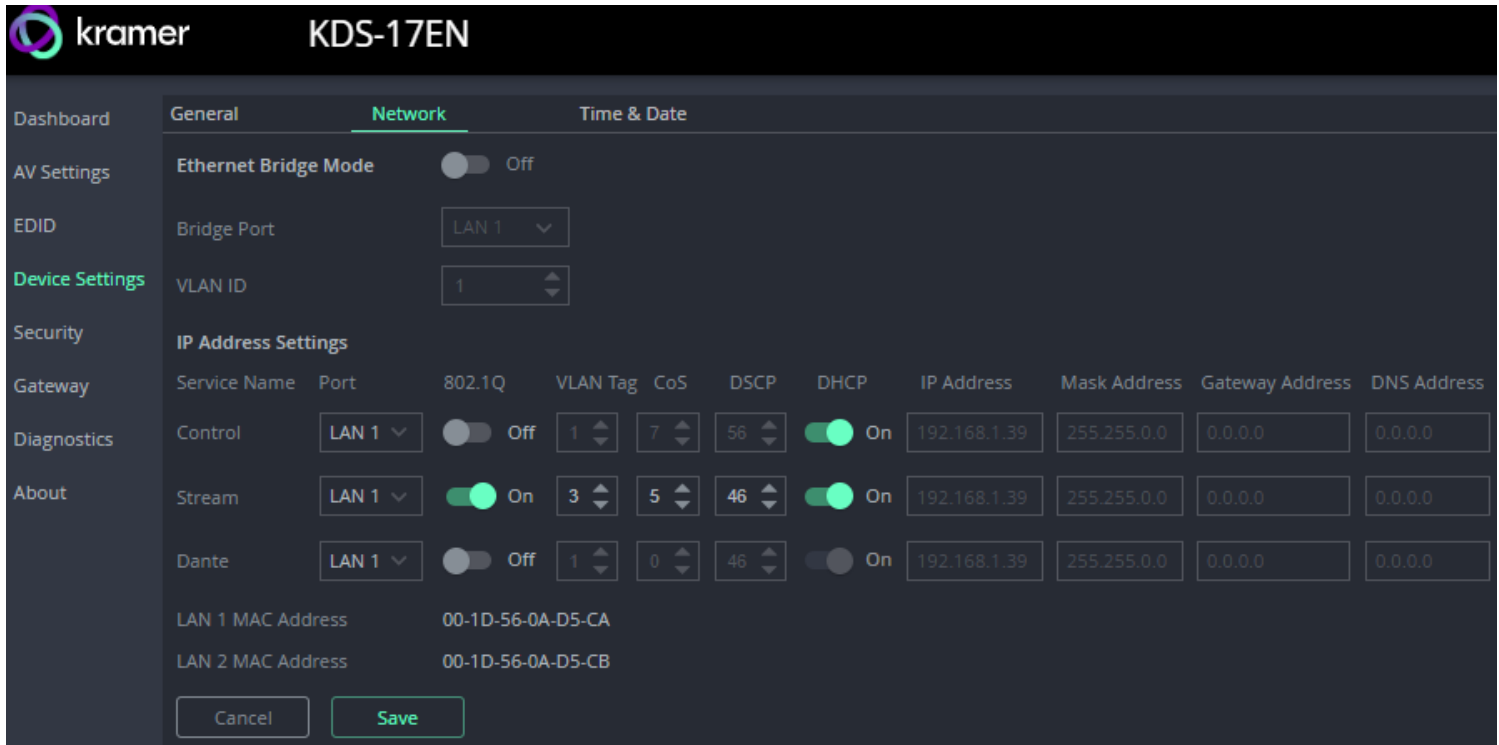 kramer KDS-17EN
Dashboard
AV Settings
EDID
Device Settings
Security
Gateway
Diagnostics
About
General Network Time & Date
Ethernet Bridge Mode Off
Bridge Port LAN 1
VLAN ID 1
IP Address Settings
Service Name Port 802.1Q VLAN Tag CoS DSCP DHCP IP Address Mask Address Gateway Address DNS Address
Control LAN 1 Off 1 7 56 On 192.168.1.39 255.255.0.0 0.0.0.0 0.0.0.0
Stream LAN 1 On 3 5 46 On 192.168.1.39 255.255.0.0 0.0.0.0 0.0.0.0
Dante LAN 1 Off 1 0 46 On 192.168.1.39 255.255.0.0 0.0.0.0 0.0.0.0
LAN 1 MAC Address 00-1D-56-0A-D5-CA
LAN 2 MAC Address 00-1D-56-0A-D5-CB
Cancel Save